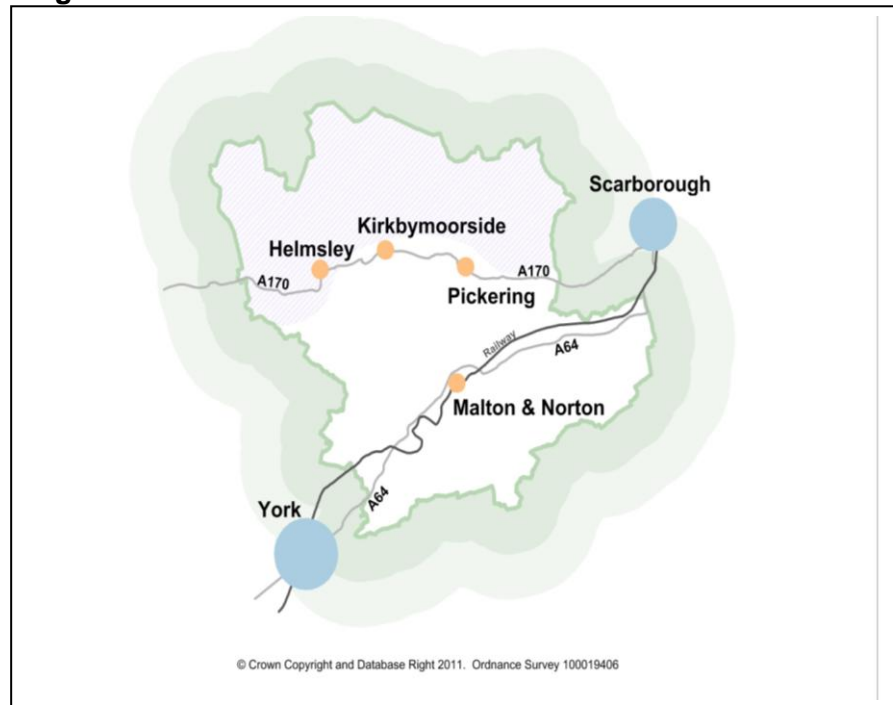 Scarborough
Kirkbymoorside
Helmsley
A170
A170
Pickering
Railway
A64
Malton & Norton
A64
York
© Crown Copyright and Database Right 2011. Ordnance Survey 100019406